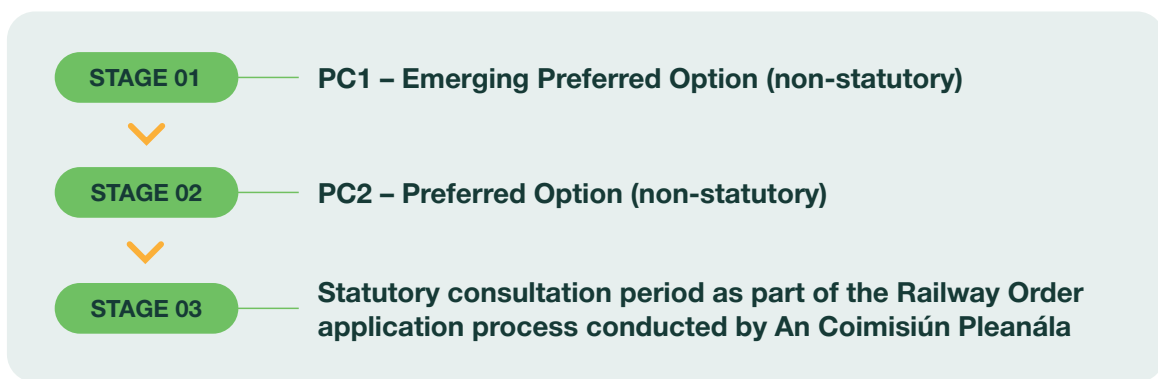 STAGE 01
PC1 – Emerging Preferred Option (non-statutory)
STAGE 02
PC2 – Preferred Option (non-statutory)
STAGE 03
Statutory consultation period as part of the Railway Order
application process conducted by An Coimisiún Pleanála